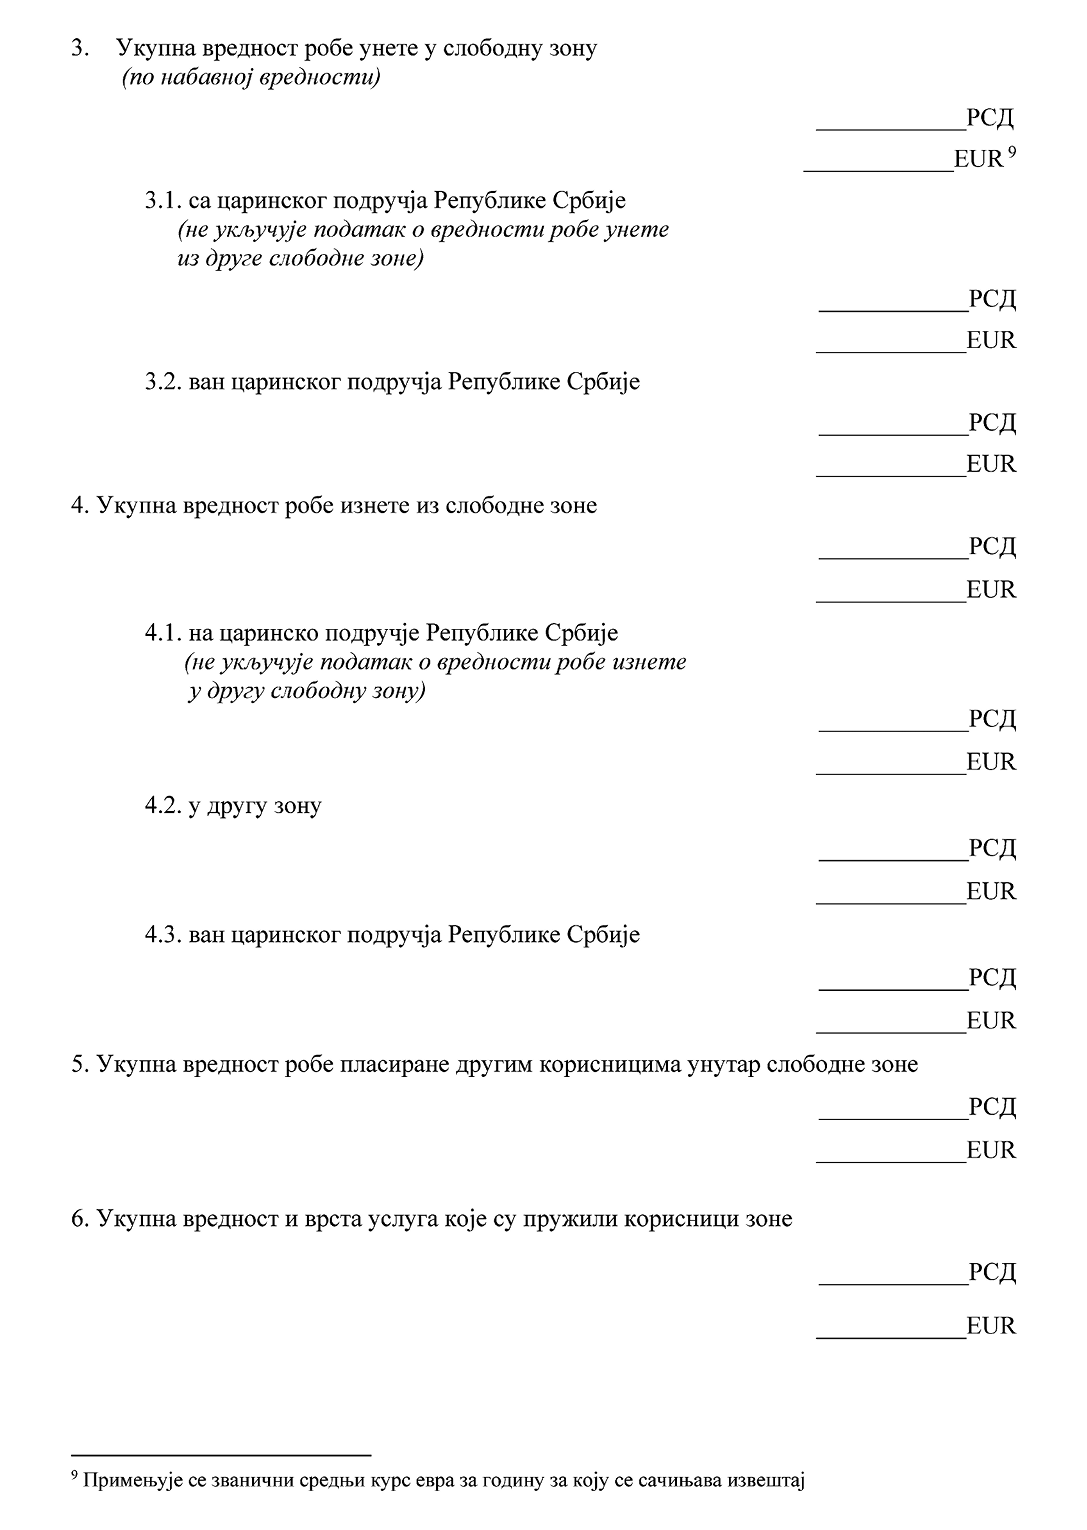 3. Укупна вредност робе унете у слободну зону
(по набавној вредности)
____________РСД
____________EUR 9
3.1. са царинског подручја Републике Србије
(не укључује податак о вредности робе унете
из друге слободне зоне)
____________РСД
____________EUR
3.2. ван царинског подручја Републике Србије
____________РСД
____________EUR
4. Укупна вредност робе изнете из слободне зоне
____________РСД
____________EUR
4.1. на царинско подручје Републике Србије
(не укључује податак о вредности робе изнете
у другу слободну зону)
____________РСД
____________EUR
4.2. у другу зону
____________РСД
____________EUR
4.3. ван царинског подручја Републике Србије
____________РСД
____________EUR
5. Укупна вредност робе пласиране другим корисницима унутар слободне зоне
____________РСД
____________EUR
6. Укупна вредност и врста услуга које су пружили корисници зоне
____________РСД
____________EUR
9 Примењује се званични средњи курс евра за годину за коју се сачињава извештај